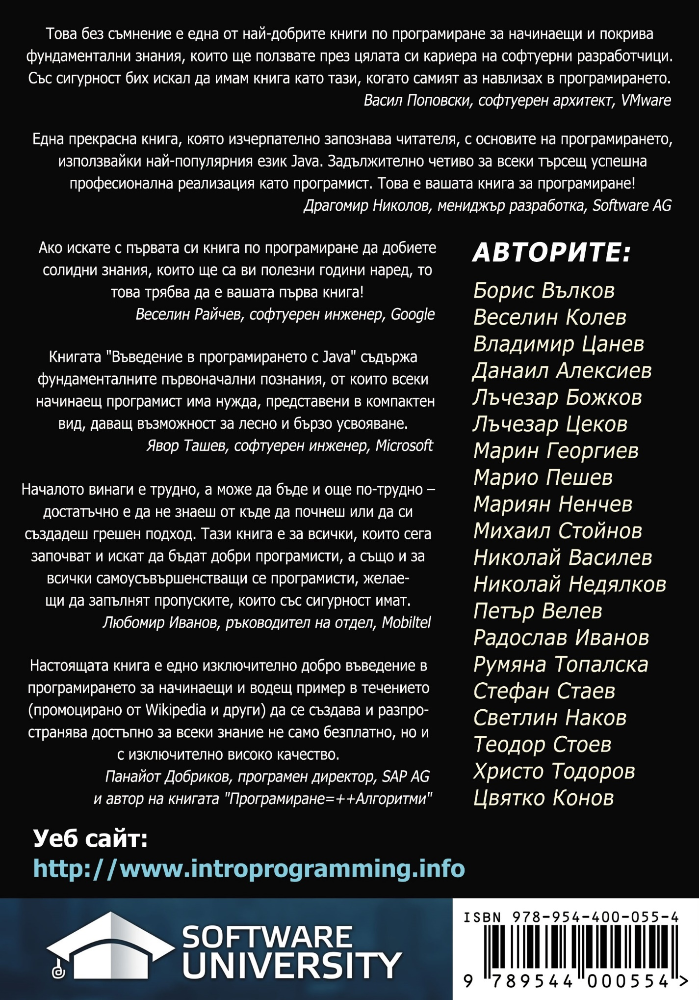 Това без съмнение е една от най-добрите книги по програмиране за начинаещи и покрива
фундаментални знания, които ще ползвате през цялата си кариера на софтуерни разработчици.
Със сигурност бих искал да имам книга като тази, когато самият аз навлизах в програмирането.
Васил Поповски, софтуерен архитект, VMware
Една прекрасна книга, която изчерпателно запознава читателя, с основите на програмирането,
използвайки най-популярния език Java. Задължително четиво за всеки търсещ успешна
професионална реализация като програмист. Това е вашата книга за програмиране!
Драгомир Николов, мениджър разработка, Software AG
Ако искате с първата си книга по програмиране да добиете
солидни знания, които ще са ви полезни години наред, то
това трябва да е вашата първа книга!
Веселин Райчев, софтуерен инженер, Google
Книгата "Въведение в програмирането с Java" съдържа
фундаменталните първоначални познания, от които всеки
начинаещ програмист има нужда, представени в компактен
вид, даващ възможност за лесно и бързо усвояване.
Явор Ташев, софтуерен инженер, Microsoft
Началото винаги е трудно, а може да бъде и още по-трудно –
достатъчно е да не знаеш от къде да почнеш или да си
създадеш грешен подход. Тази книга е за всички, които сега
започват и искат да бъдат добри програмисти, а също и за
всички самоусъвършенстващи се програмисти, желае-
щи да запълнят пропуските, които със сигурност имат.
Любомир Иванов, ръководител на отдел, Mobiltel
Настоящата книга е едно изключително добро въведение в
програмирането за начинаещи и водещ пример в течението
(промоцирано от Wikipedia и други) да се създава и разпро-
странява достъпно за всеки знание не само безплатно, но и
с изключително високо качество.
Панайот Добриков, програмен директор, SAP AG
и автор на книгата "Програмиране=++Алгоритми"
АВТОРИТЕ:
Борис Вълков
Веселин Колев
Владимир Цанев
Данаил Алексиев
Лъчезар Божков
Лъчезар Цеков
Марин Георгиев
Марио Пешев
Мариян Ненчев
Михаил Стойнов
Николай Василев
Николай Недялков
Петър Велев
Радослав Иванов
Румяна Топалска
Стефан Стаев
Светлин Наков
Теодор Стоев
Христо Тодоров
Цвятко Конов
Уеб сайт:
http://www.introprogramming.info
SOFTWARE
UNIVERSITY
ISBN 978-954-400-055-4
9 789544 000554 >